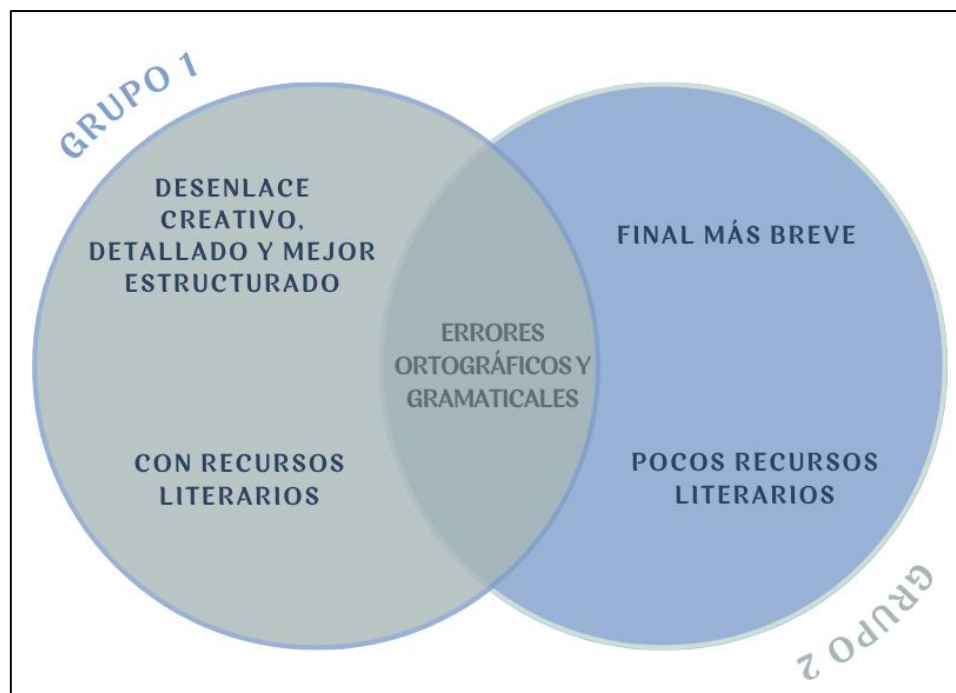 GRUPO 1
DESENLACE
CREATIVO,
DETALLADO Y MEJOR
ESTRUCTURADO
CON RECURSOS
LITERARIOS
ERRORES
ORTOGRÁFICOS Y
GRAMATICALES
FINAL MÁS BREVE
POCOS RECURSOS
LITERARIOS
GRUPO 2